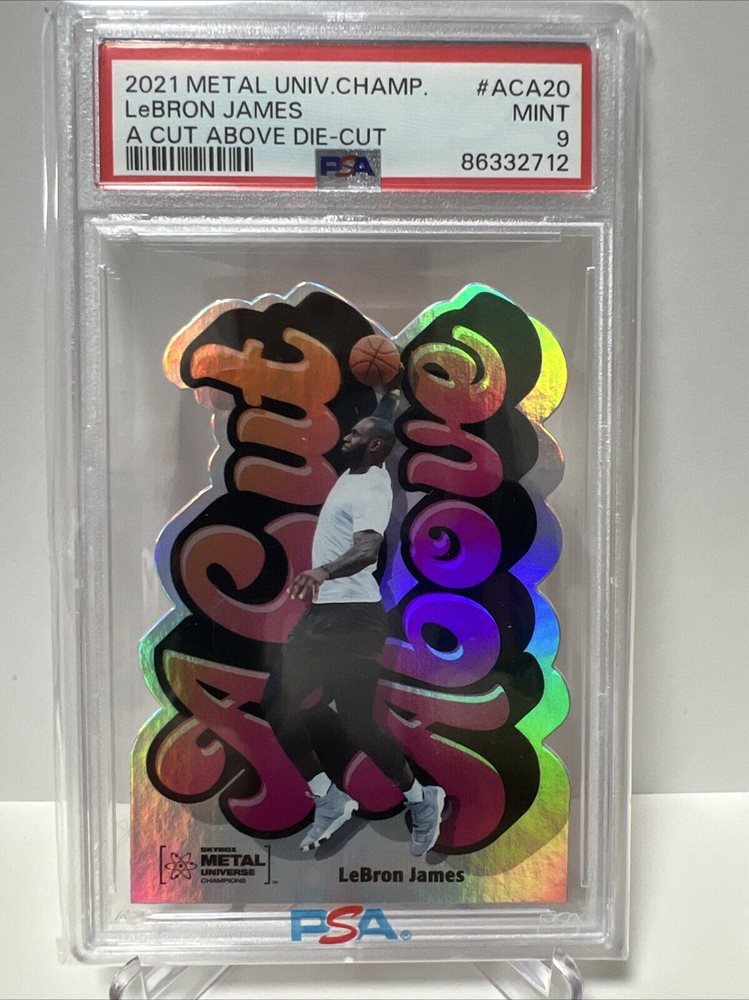 2021 METAL UNIV.CHAMP. #ACA20
LeBRON JAMES MINT
A CUT ABOVE DIE-CUT 9
PSA 86332712
A Cut
Above
SKYBOX
METAL
UNIVERSE
CHAMPIONS
LeBron James
PSA